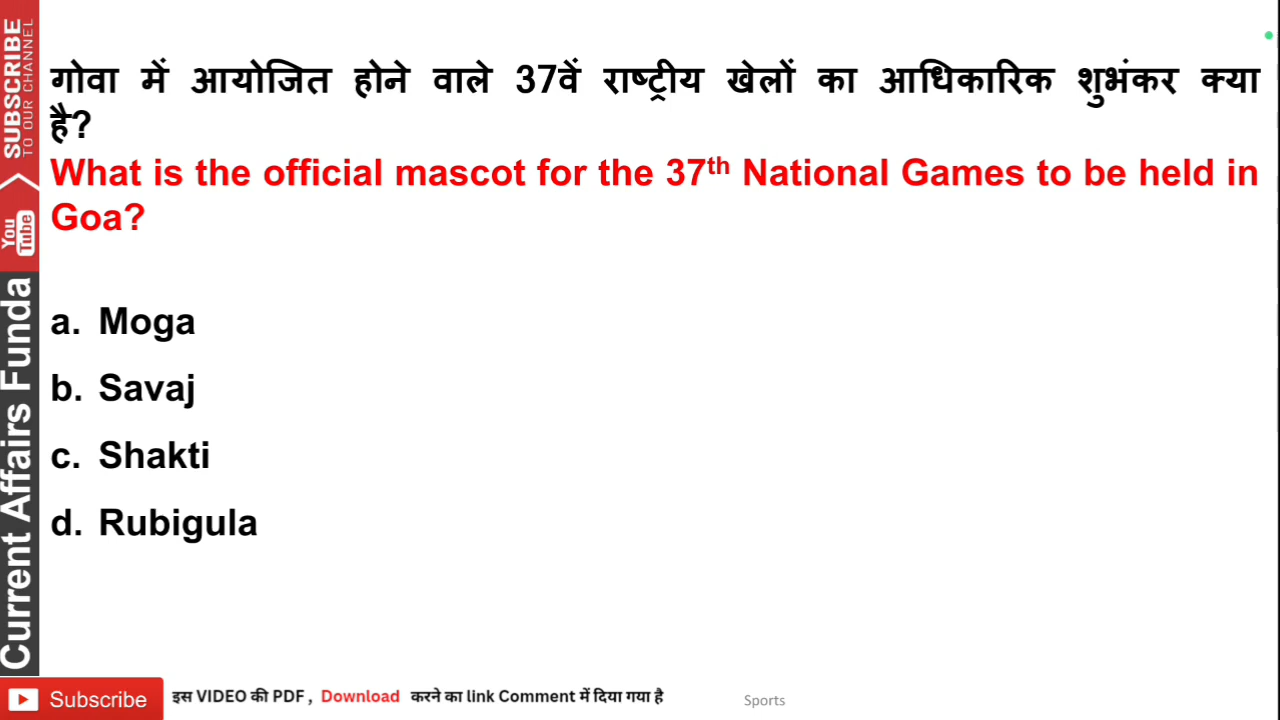 गोवा में आयोजित होने वाले 37वें राष्ट्रीय खेलों का आधिकारिक शुभंकर क्या
है?
What is the official mascot for the 37th National Games to be held in
Goa?
a. Moga
b. Savaj
c. Shakti
d. Rubigula
SUBSCRIBE
TO OUR CHANNEL
You
Tube
Current Affairs Funda
Subscribe
इस VIDEO की PDF , Download करने का link Comment में दिया गया है
Sports